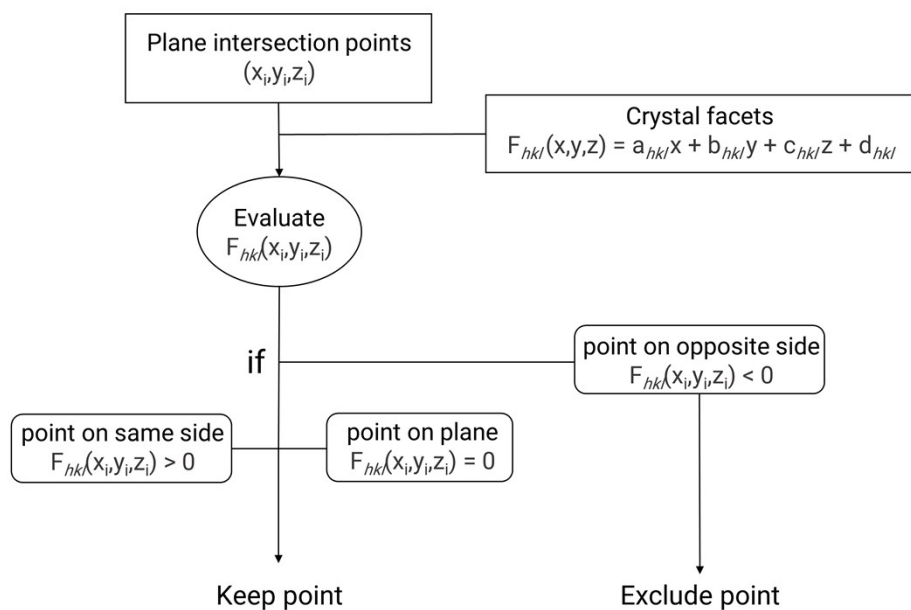 Plane intersection points
(xᵢ,yᵢ,zᵢ)
Crystal facets
Fₕₖₗ(x,y,z) = aₕₖₗx + bₕₖₗy + cₕₖₗz + dₕₖₗ
Evaluate
Fₕₖₗ(xᵢ,yᵢ,zᵢ)
if
point on opposite side
Fₕₖₗ(xᵢ,yᵢ,zᵢ) < 0
point on same side
Fₕₖₗ(xᵢ,yᵢ,zᵢ) > 0
point on plane
Fₕₖₗ(xᵢ,yᵢ,zᵢ) = 0
Keep point
Exclude point